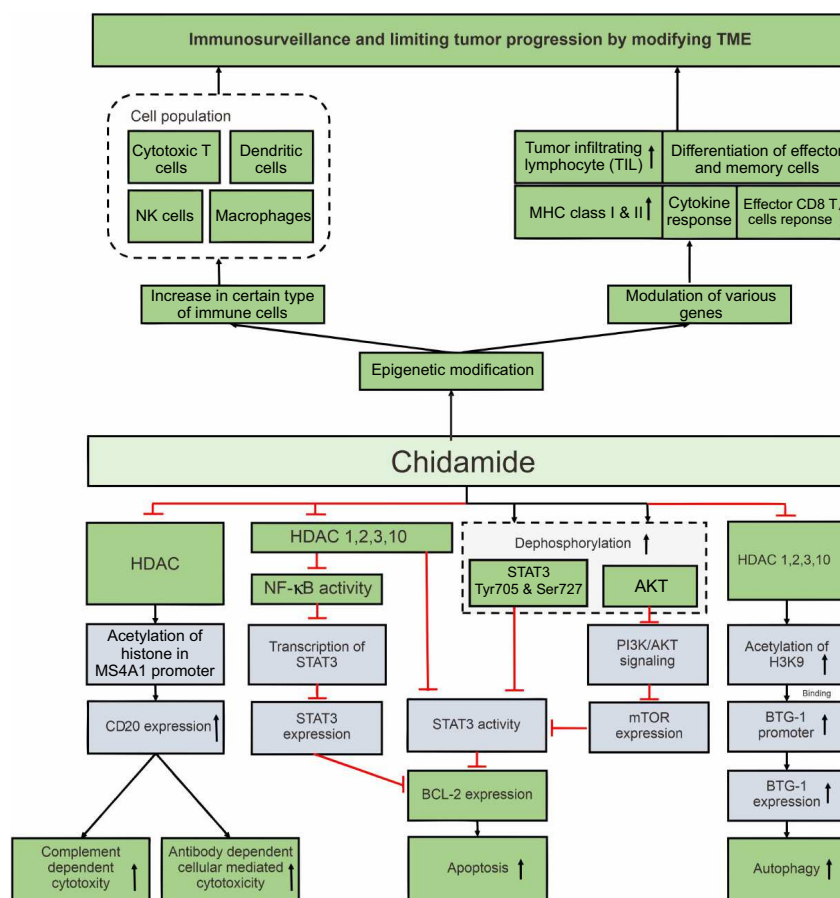 Immunosurveillance and limiting tumor progression by modifying TME
Cell population
Cytotoxic T
cells
Dendritic
cells
NK cells
Macrophages
Tumor infiltrating
lymphocyte (TIL)
Differentiation of effector
and memory cells
MHC class I & II
Cytokine
response
Effector CD8 T
cells reponse
Increase in certain type
of immune cells
Modulation of various
genes
Epigenetic modification
Chidamide
HDAC
HDAC 1,2,3,10
Dephosphorylation
HDAC 1,2,3,10
NF-κB activity
STAT3
Tyr705 & Ser727
AKT
Acetylation of
histone in
MS4A1 promoter
Transcription of
STAT3
PI3K/AKT
signaling
Acetylation of
H3K9
Binding
CD20 expression
STAT3
expression
STAT3 activity
mTOR
expression
BTG-1
promoter
BCL-2 expression
BTG-1
expression
Complement
dependent
cytotoxity
Antibody dependent
cellular mediated
cytotoxicity
Apoptosis
Autophagy